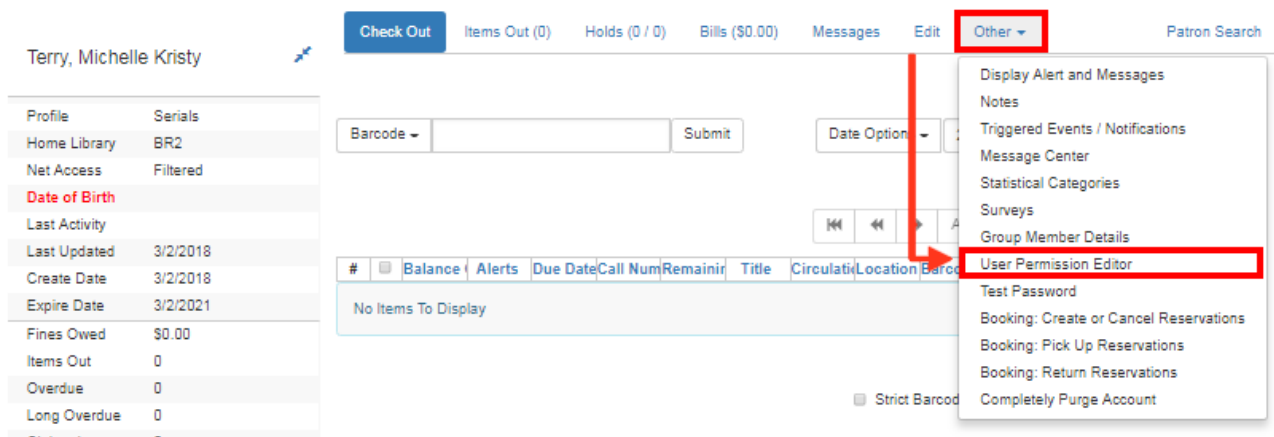 Check Out Items Out (0) Holds (0 / 0) Bills ($0.00) Messages Edit Other Patron Search
Terry, Michelle Kristy
Profile Serials
Home Library BR2
Net Access Filtered
Date of Birth
Last Activity
Last Updated 3/2/2018
Create Date 3/2/2018
Expire Date 3/2/2021
Fines Owed $0.00
Items Out 0
Overdue 0
Long Overdue 0
Barcode Submit Date Option
# Balance Alerts Due Date Call Num Remainin Title Circulati Location Barco
No Items To Display
Strict Barcod
Display Alert and Messages
Notes
Triggered Events / Notifications
Message Center
Statistical Categories
Surveys
Group Member Details
User Permission Editor
Test Password
Booking: Create or Cancel Reservations
Booking: Pick Up Reservations
Booking: Return Reservations
Completely Purge Account